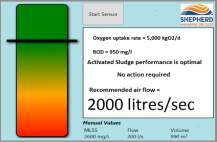 Start Sensor
SHEPHERD
Oxygen uptake rate = 5,000 kgO2/d
BOD = 950 mg/l
Activated Sludge performance is optimal
No action required
Recommended air flow =
2000 litres/sec
Manual Values
MLSS Flow Volume
2600 mg/l 200 l/s 990 m³